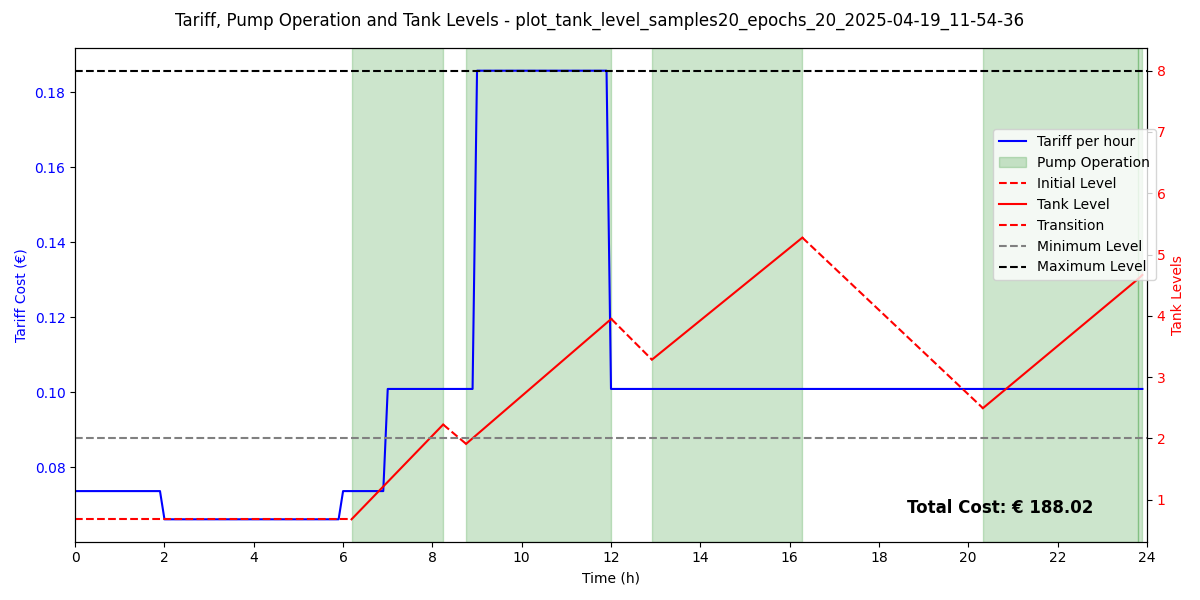 Tariff, Pump Operation and Tank Levels - plot_tank_level_samples20_epochs_20_2025-04-19_11-54-36
Tariff Cost (€)
0.18
0.16
0.14
0.12
0.10
0.08
8
7
6
5
4
3
2
1
Tank Levels
Tariff per hour
Pump Operation
Initial Level
Tank Level
Transition
Minimum Level
Maximum Level
Total Cost: € 188.02
0 2 4 6 8 10 12 14 16 18 20 22 24
Time (h)